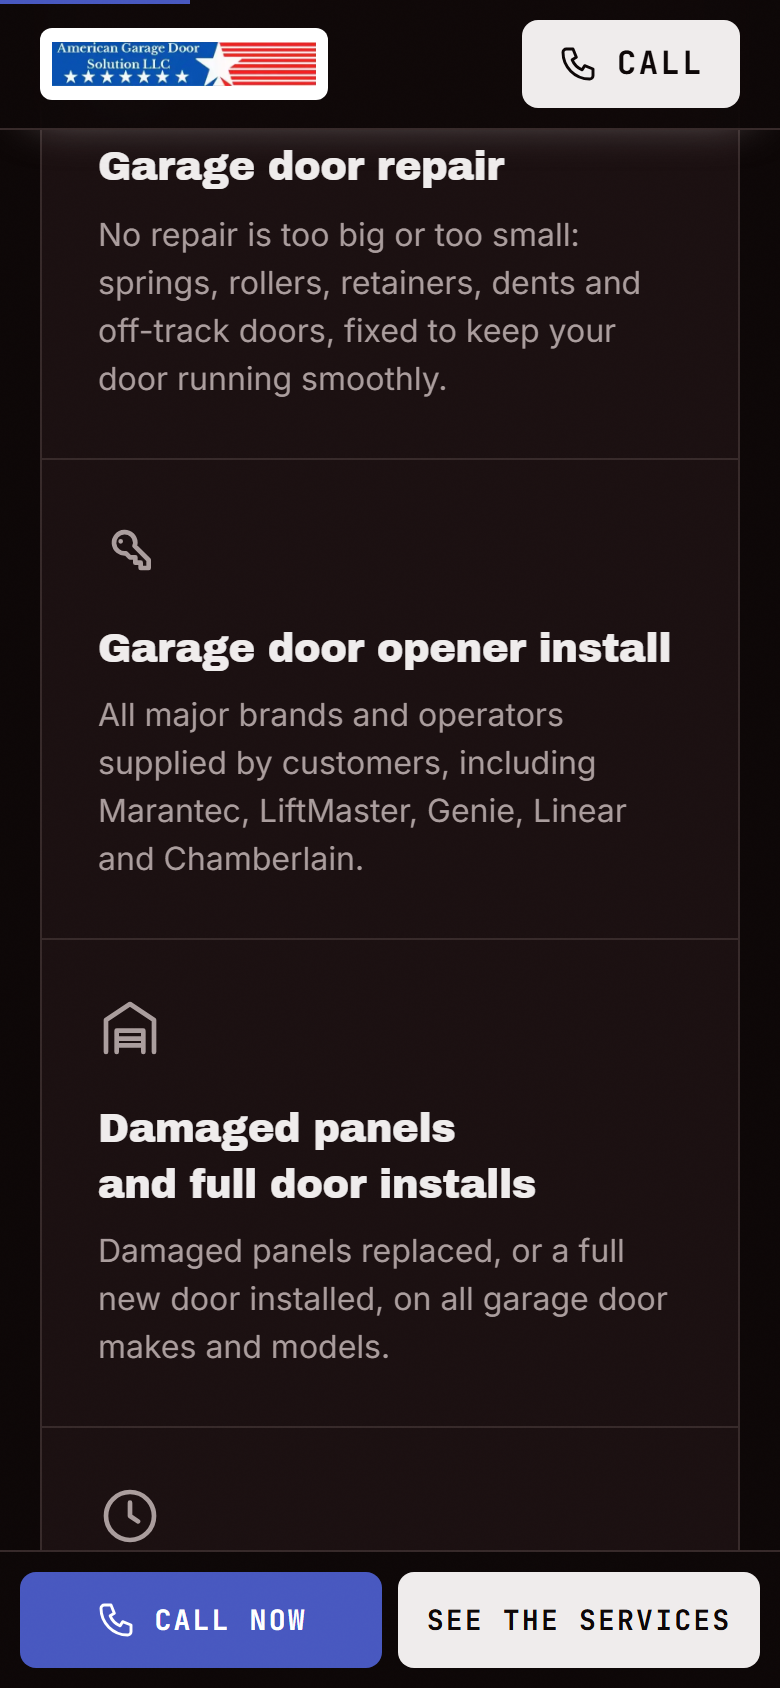 American Garage Door
Solution LLC
CALL
Garage door repair
No repair is too big or too small:
springs, rollers, retainers, dents and
off-track doors, fixed to keep your
door running smoothly.
Garage door opener install
All major brands and operators
supplied by customers, including
Marantec, LiftMaster, Genie, Linear
and Chamberlain.
Damaged panels
and full door installs
Damaged panels replaced, or a full
new door installed, on all garage door
makes and models.
CALL NOW
SEE THE SERVICES